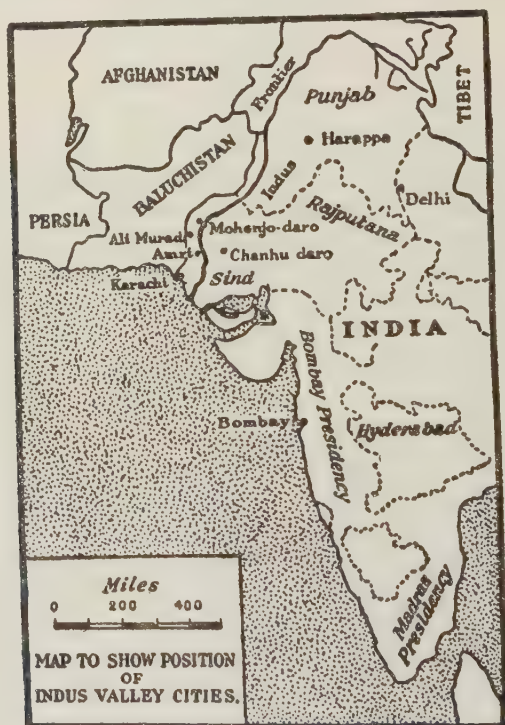 AFGHANISTAN
Frontier
Punjab
TIBET
Harappa
BALUCHISTAN
Indus
Delhi
PERSIA
Rajputana
Ali Murad
Mohenjo-daro
Amri
Chanhu daro
Karachi
Sind
INDIA
Bombay Presidency
Bombay
Hyderabad
Madras
Presidency
Miles
0 200 400
MAP TO SHOW POSITION
OF
INDUS VALLEY CITIES.